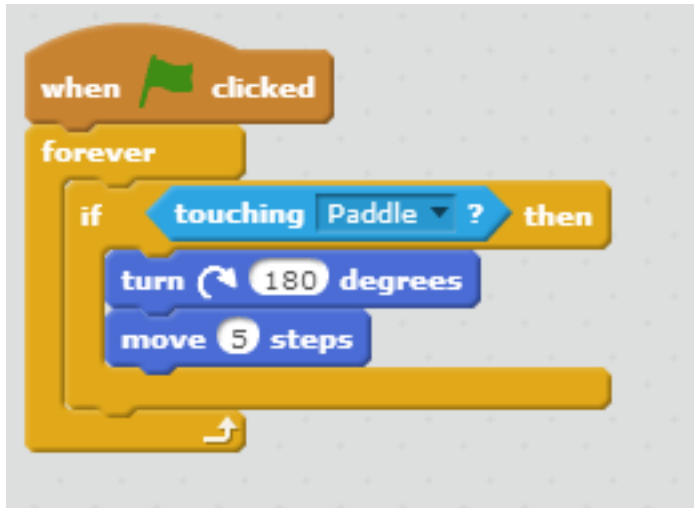 when clicked
forever
if touching Paddle ? then
turn 180 degrees
move 5 steps